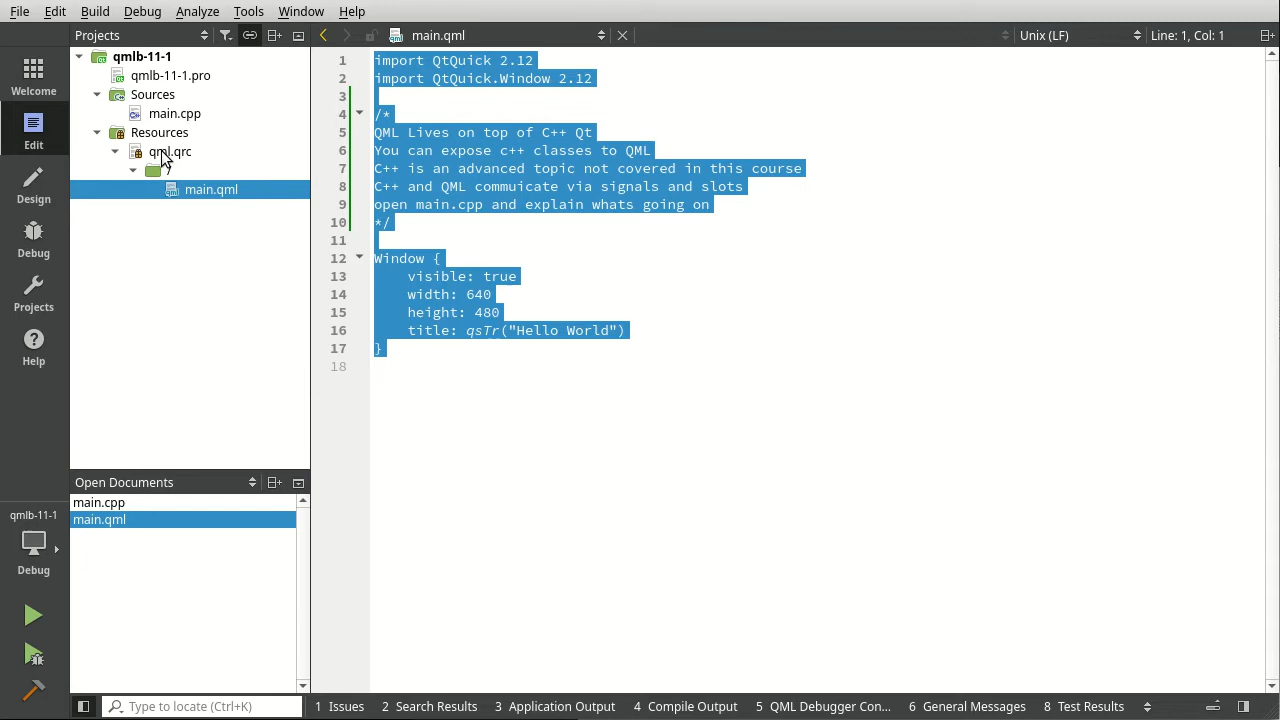 File Edit Build Debug Analyze Tools Window Help
Projects
main.qml
Unix (LF)
Line: 1, Col: 1
Welcome
Edit
Design
Debug
Projects
Help
qmlb-11-1
Debug
qmlb-11-1
qmlb-11-1.pro
Sources
main.cpp
Resources
qml.qrc
/
main.qml
Open Documents
main.cpp
main.qml
1 import QtQuick 2.12
2 import QtQuick.Window 2.12
3
4 /*
5 QML Lives on top of C++ Qt
6 You can expose c++ classes to QML
7 C++ is an advanced topic not covered in this course
8 C++ and QML commuicate via signals and slots
9 open main.cpp and explain whats going on
10 */
11
12 Window {
13 visible: true
14 width: 640
15 height: 480
16 title: qsTr("Hello World")
17 }
18
Type to locate (Ctrl+K)
1 Issues
2 Search Results
3 Application Output
4 Compile Output
5 QML Debugger Con...
6 General Messages
8 Test Results